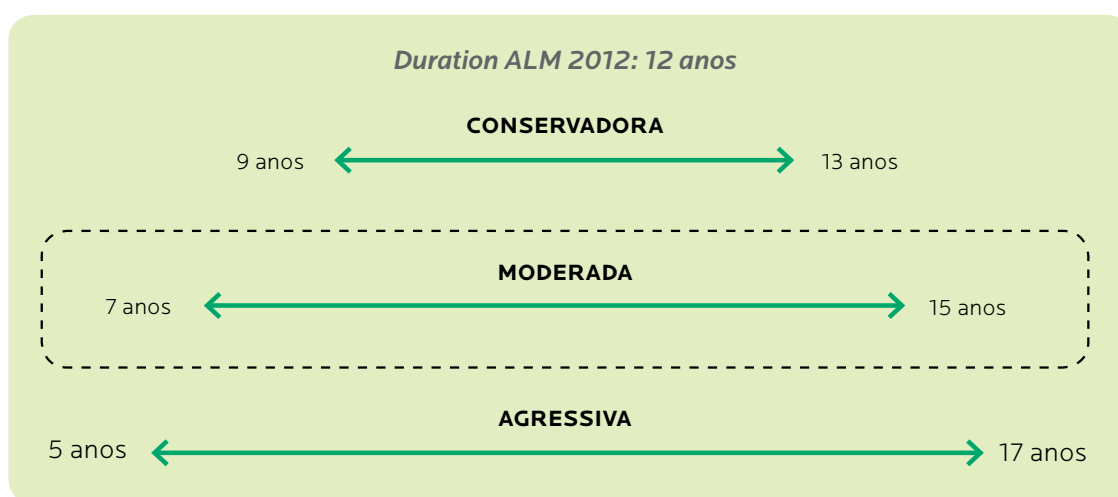 Duration ALM 2012: 12 anos
CONSERVADORA
9 anos 13 anos
MODERADA
7 anos 15 anos
AGRESSIVA
5 anos 17 anos